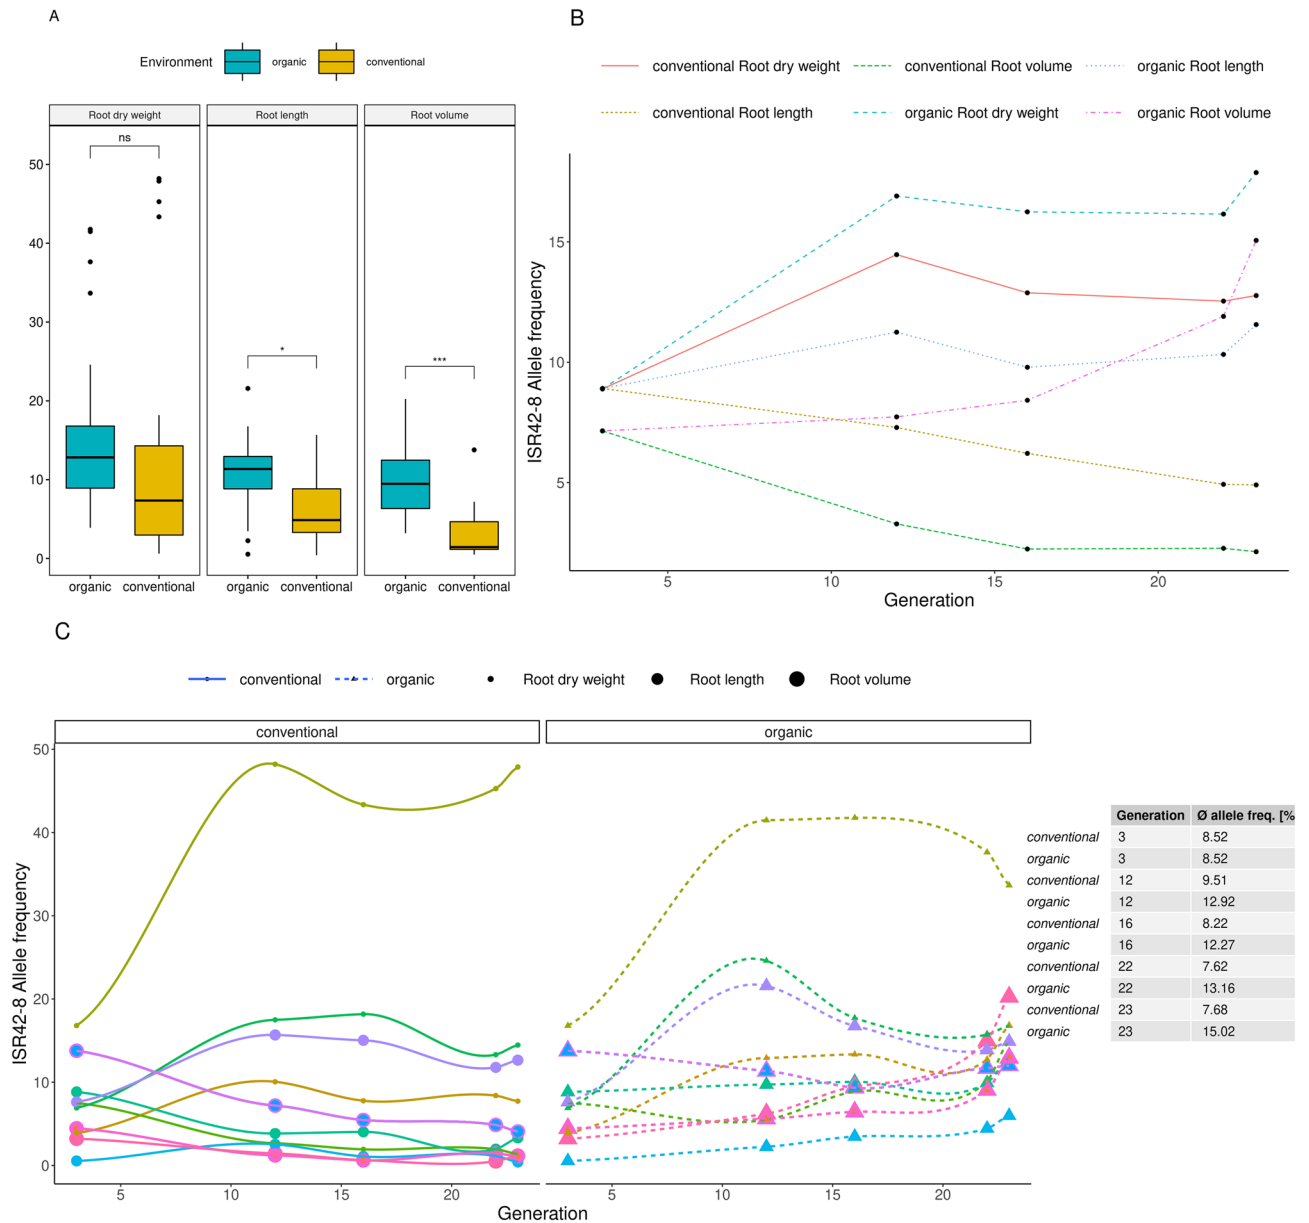 A
Environment organic conventional
Root dry weight Root length Root volume
ns
*
***
50
40
30
20
10
0
organic conventional organic conventional organic conventional
B
conventional Root dry weight conventional Root volume organic Root length
conventional Root length organic Root dry weight organic Root volume
ISR42-8 Allele frequency
15
10
5
5 10 15 20
Generation
C
conventional organic Root dry weight Root length Root volume
conventional organic
ISR42-8 Allele frequency
50
40
30
20
10
0
5 10 15 20 5 10 15 20
Generation
Generation Ø allele freq. [%
conventional 3 8.52
organic 3 8.52
conventional 12 9.51
organic 12 12.92
conventional 16 8.22
organic 16 12.27
conventional 22 7.62
organic 22 13.16
conventional 23 7.68
organic 23 15.02